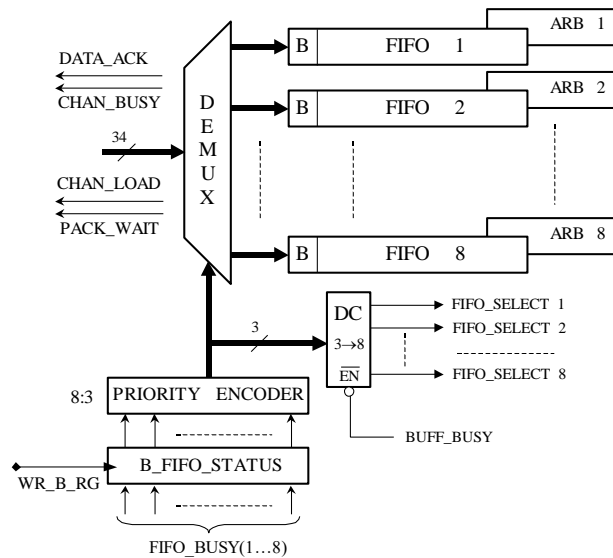 ARB 1
B FIFO 1
DATA_ACK
CHAN_BUSY
ARB 2
B FIFO 2
DEMUX
34
CHAN_LOAD
PACK_WAIT
ARB 8
B FIFO 8
3
DC
3→8
EN
FIFO_SELECT 1
FIFO_SELECT 2
FIFO_SELECT 8
8:3
PRIORITY ENCODER
BUFF_BUSY
B_FIFO_STATUS
WR_B_RG
FIFO_BUSY(1…8)